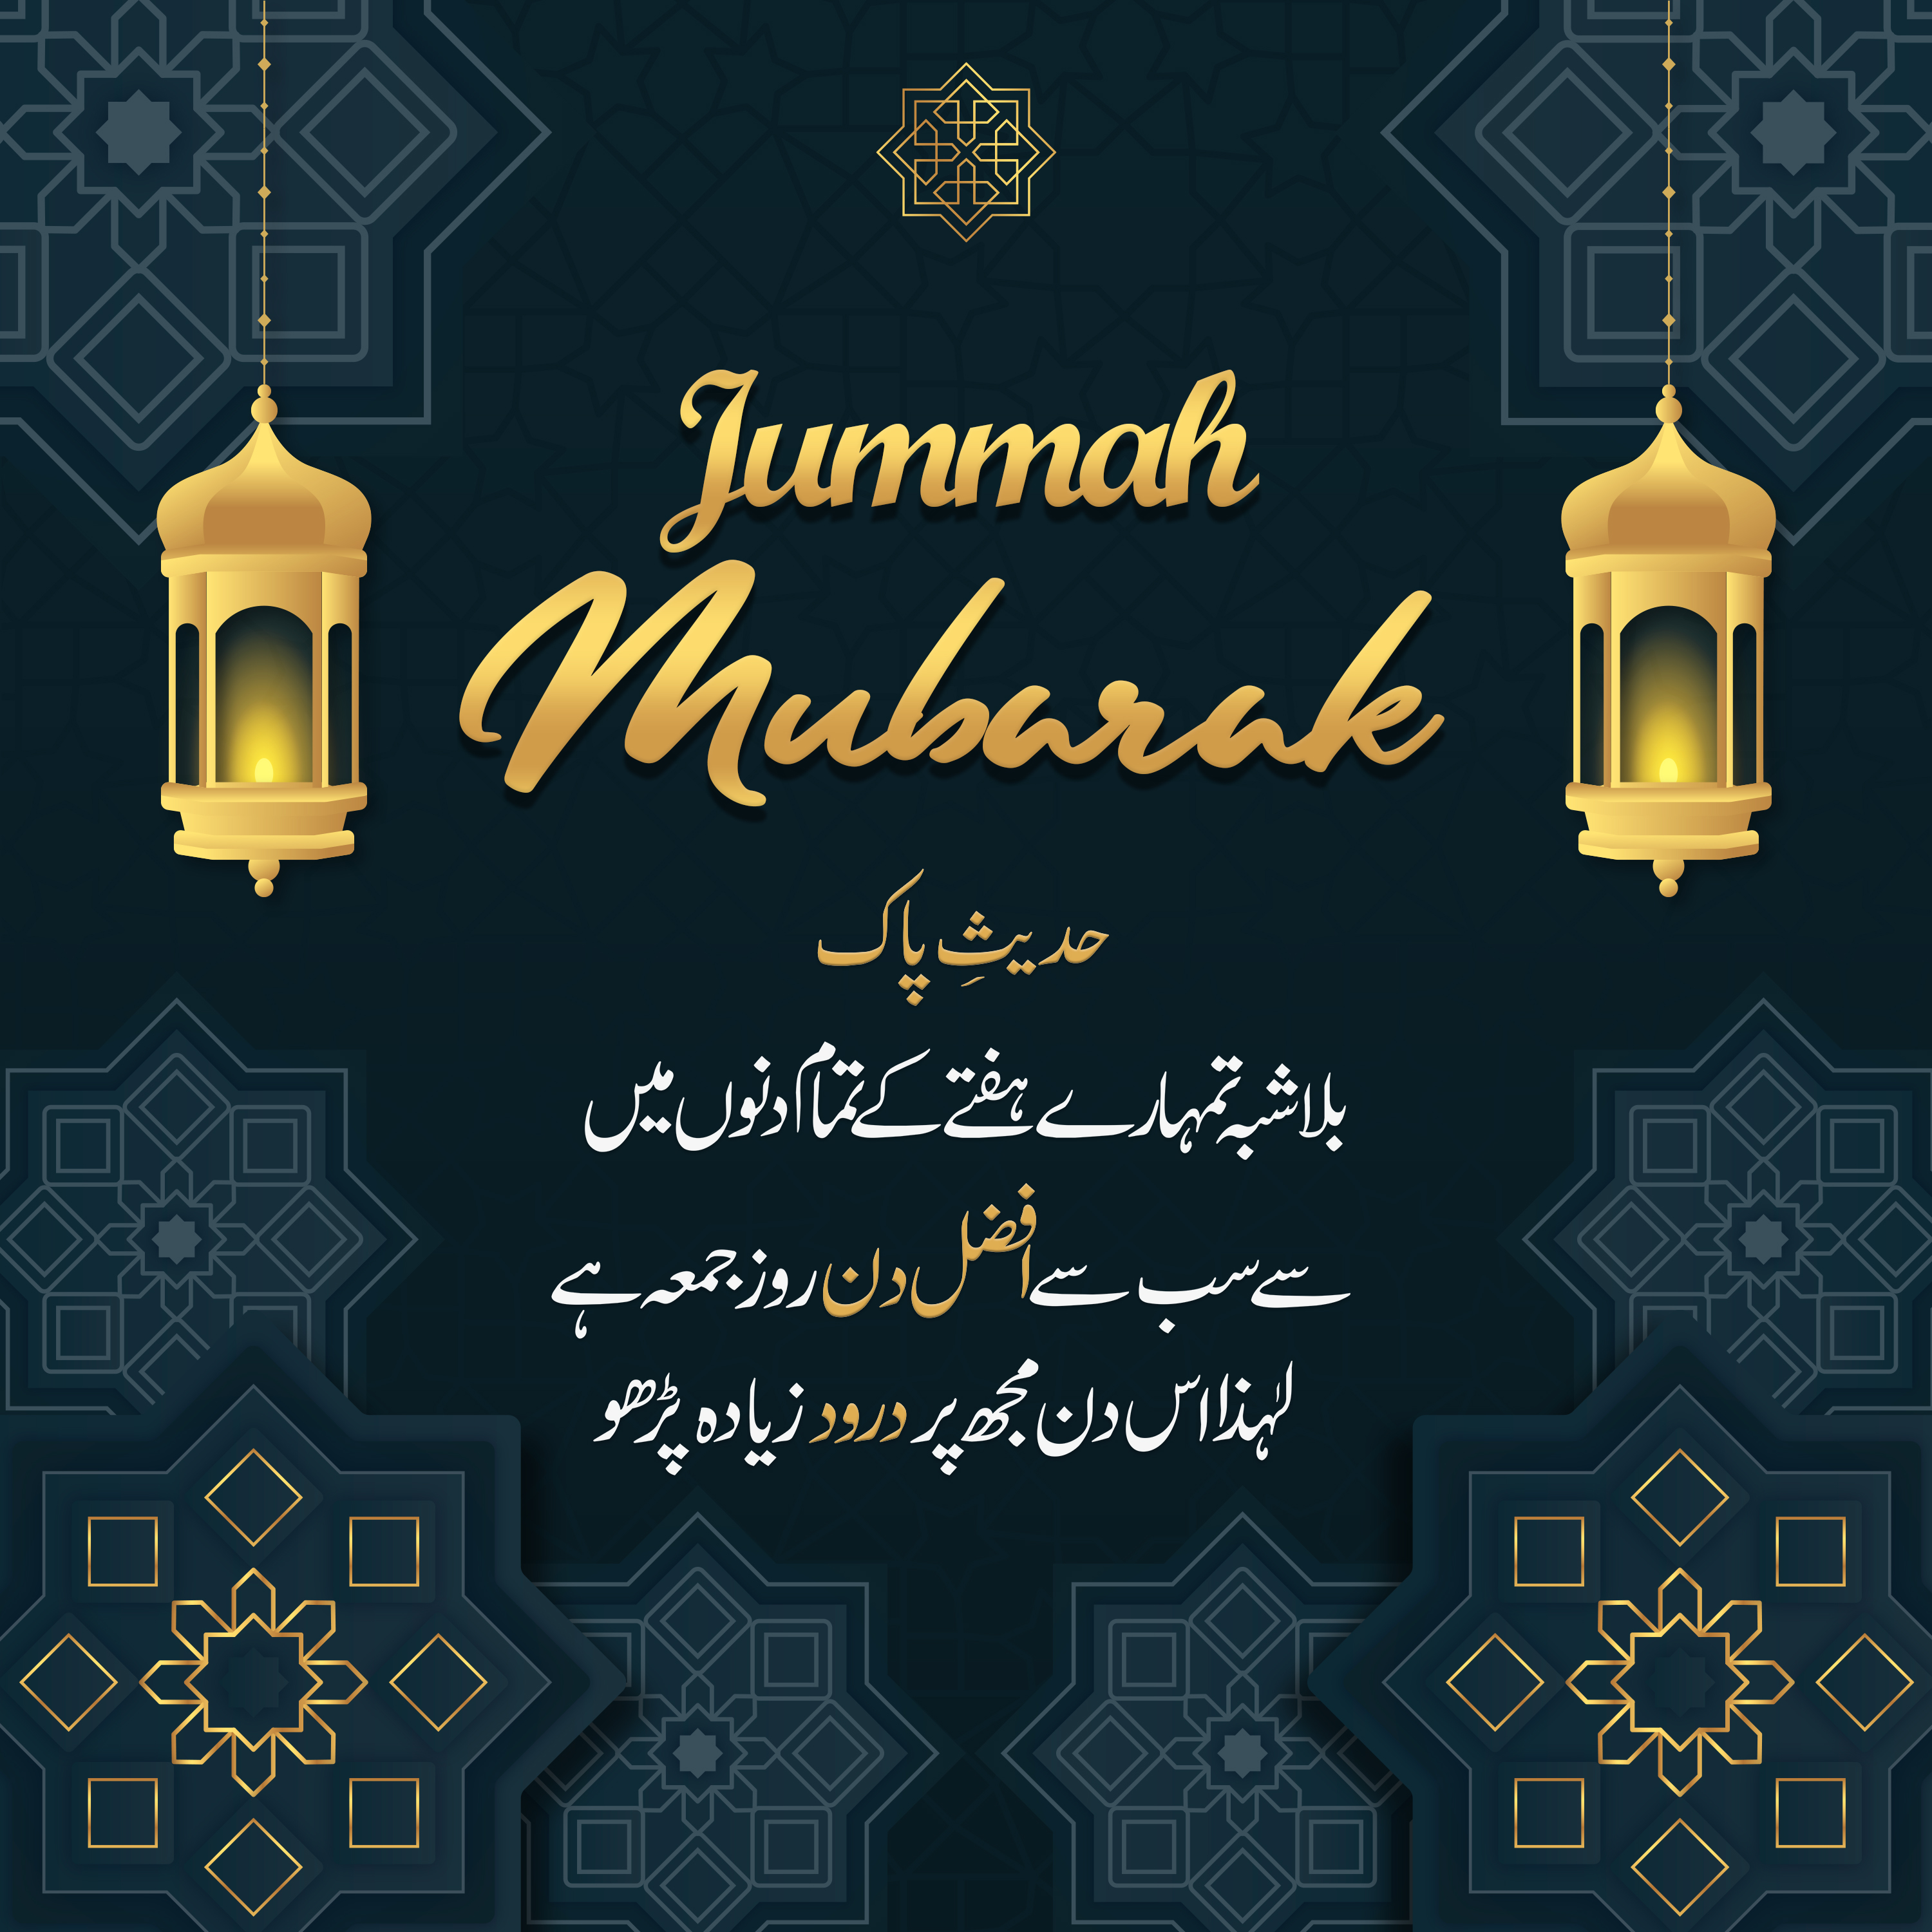 Jummah
Mubarak
حدیثِ پاک
بلاشبہ تمہارے ہفتے کے تمام دنوں میں
سے سب سے افضل دن روز جمعہ ہے
لہٰذا اس دن مجھ پر درود زیادہ پڑھو